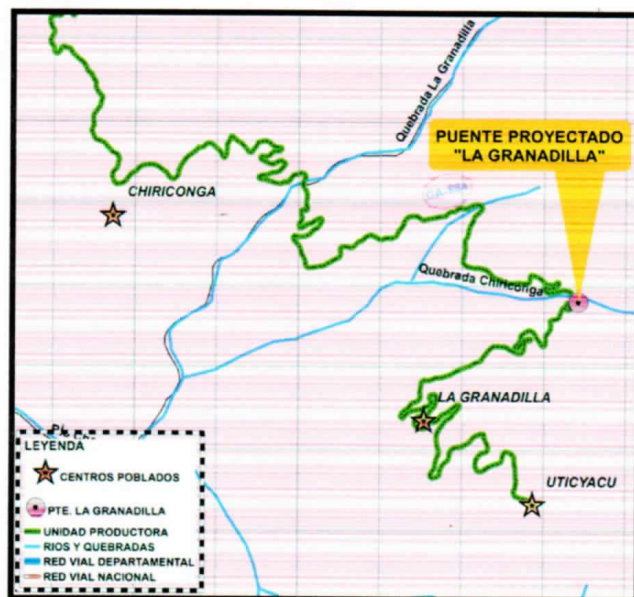 Quebrada La Granadilla
PUENTE PROYECTADO
"LA GRANADILLA"
CHIRICONGA
Quebrada Chiriconga
LA GRANADILLA
UTICYACU
LEYENDA
CENTROS POBLADOS
PTE. LA GRANADILLA
UNIDAD PRODUCTORA
RIOS Y QUEBRADAS
RED VIAL DEPARTAMENTAL
RED VIAL NACIONAL